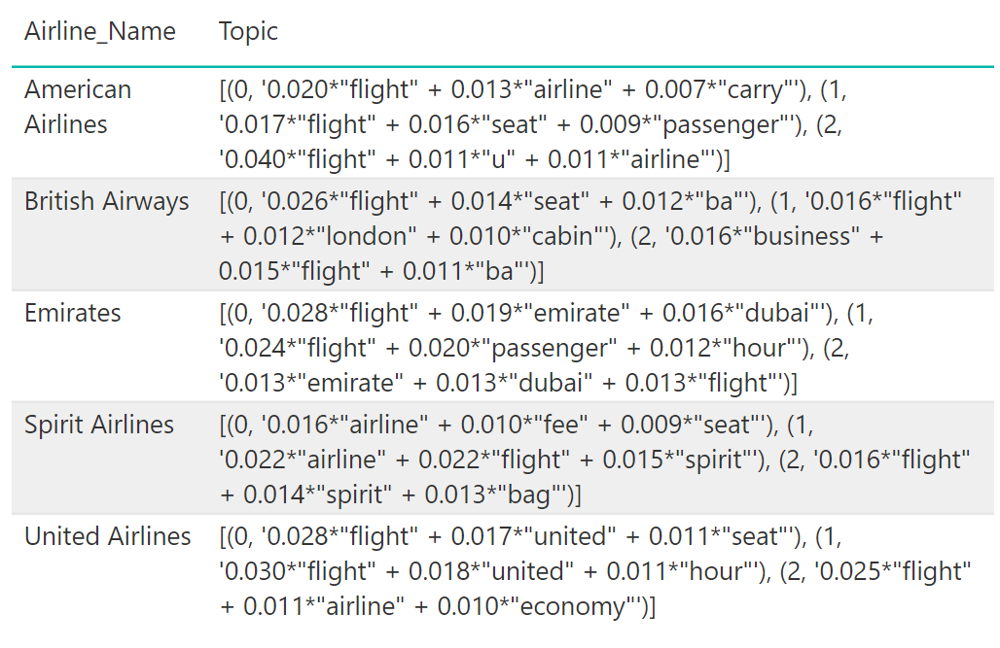 Airline_Name Topic
American Airlines [(0, '0.020*"flight" + 0.013*"airline" + 0.007*"carry"'), (1,
'0.017*"flight" + 0.016*"seat" + 0.009*"passenger"'), (2,
'0.040*"flight" + 0.011*"u" + 0.011*"airline"')]
British Airways [(0, '0.026*"flight" + 0.014*"seat" + 0.012*"ba"'), (1, '0.016*"flight"
+ 0.012*"london" + 0.010*"cabin"'), (2, '0.016*"business" +
0.015*"flight" + 0.011*"ba"')]
Emirates [(0, '0.028*"flight" + 0.019*"emirate" + 0.016*"dubai"'), (1,
'0.024*"flight" + 0.020*"passenger" + 0.012*"hour"'), (2,
'0.013*"emirate" + 0.013*"dubai" + 0.013*"flight"')]
Spirit Airlines [(0, '0.016*"airline" + 0.010*"fee" + 0.009*"seat"'), (1,
'0.022*"airline" + 0.022*"flight" + 0.015*"spirit"'), (2, '0.016*"flight"
+ 0.014*"spirit" + 0.013*"bag"')]
United Airlines [(0, '0.028*"flight" + 0.017*"united" + 0.011*"seat"'), (1,
'0.030*"flight" + 0.018*"united" + 0.011*"hour"'), (2, '0.025*"flight"
+ 0.011*"airline" + 0.010*"economy"')]